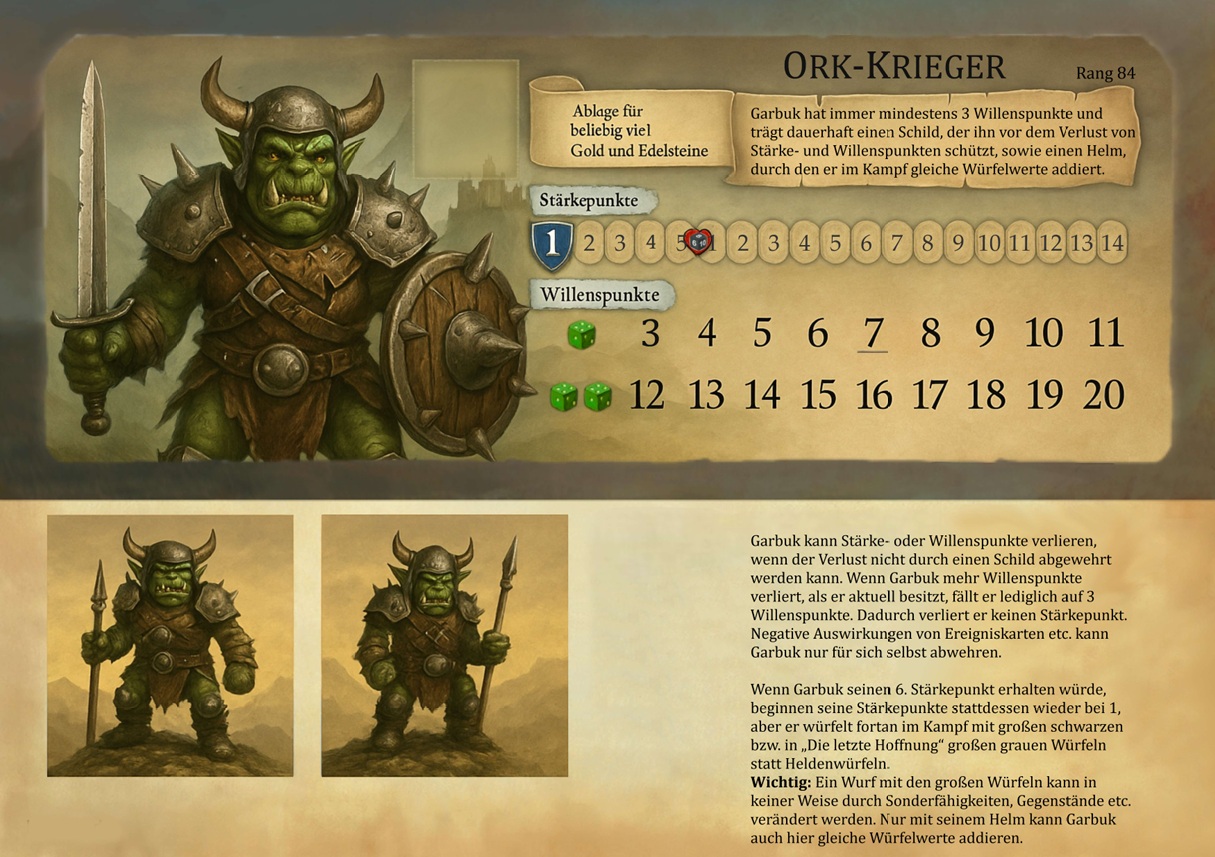 ORK-KRIEGER
Rang 84
Ablage für
beliebig viel
Gold und Edelsteine
Garbuk hat immer mindestens 3 Willenspunkte und
trägt dauerhaft einen Schild, der ihn vor dem Verlust von
Stärke- und Willenspunkten schützt, sowie einen Helm,
durch den er im Kampf gleiche Würfelwerte addiert.
Stärkepunkte
1 2 3 4 5 1 2 3 4 5 6 7 8 9 10 11 12 13 14
Willenspunkte
3 4 5 6 7 8 9 10 11
12 13 14 15 16 17 18 19 20
Garbuk kann Stärke- oder Willenspunkte verlieren,
wenn der Verlust nicht durch einen Schild abgewehrt
werden kann. Wenn Garbuk mehr Willenspunkte
verliert, als er aktuell besitzt, fällt er lediglich auf 3
Willenspunkte. Dadurch verliert er keinen Stärkepunkt.
Negative Auswirkungen von Ereigniskarten etc. kann
Garbuk nur für sich selbst abwehren.
Wenn Garbuk seinen 6. Stärkepunkt erhalten würde,
beginnen seine Stärkepunkte stattdessen wieder bei 1,
aber er würfelt fortan im Kampf mit großen schwarzen
bzw. in „Die letzte Hoffnung“ großen grauen Würfeln
statt Heldenwürfeln.
Wichtig: Ein Wurf mit den großen Würfeln kann in
keiner Weise durch Sonderfähigkeiten, Gegenstände etc.
verändert werden. Nur mit seinem Helm kann Garbuk
auch hier gleiche Würfelwerte addieren.